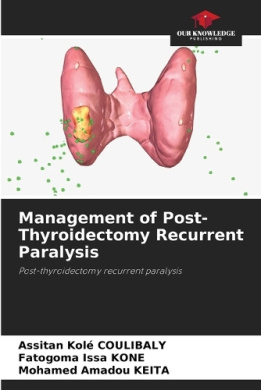 OUR KNOWLEDGE
PUBLISHING
Management of Post-
Thyroidectomy Recurrent
Paralysis
Post-thyroidectomy recurrent paralysis
Assitan Kolé COULIBALY
Fatogoma Issa KONE
Mohamed Amadou KEITA